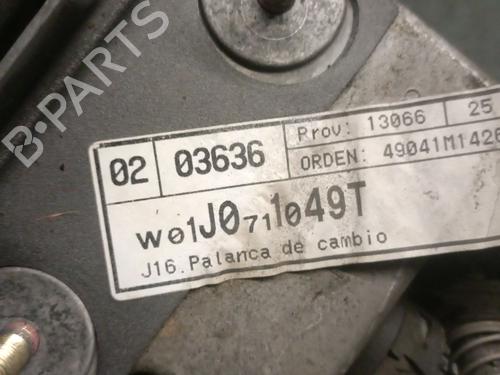 B-PARTS
02 03636 Prov: 13066 25
ORDEN: 49041M1426
W01J0711049T
J16.Palanca de cambio